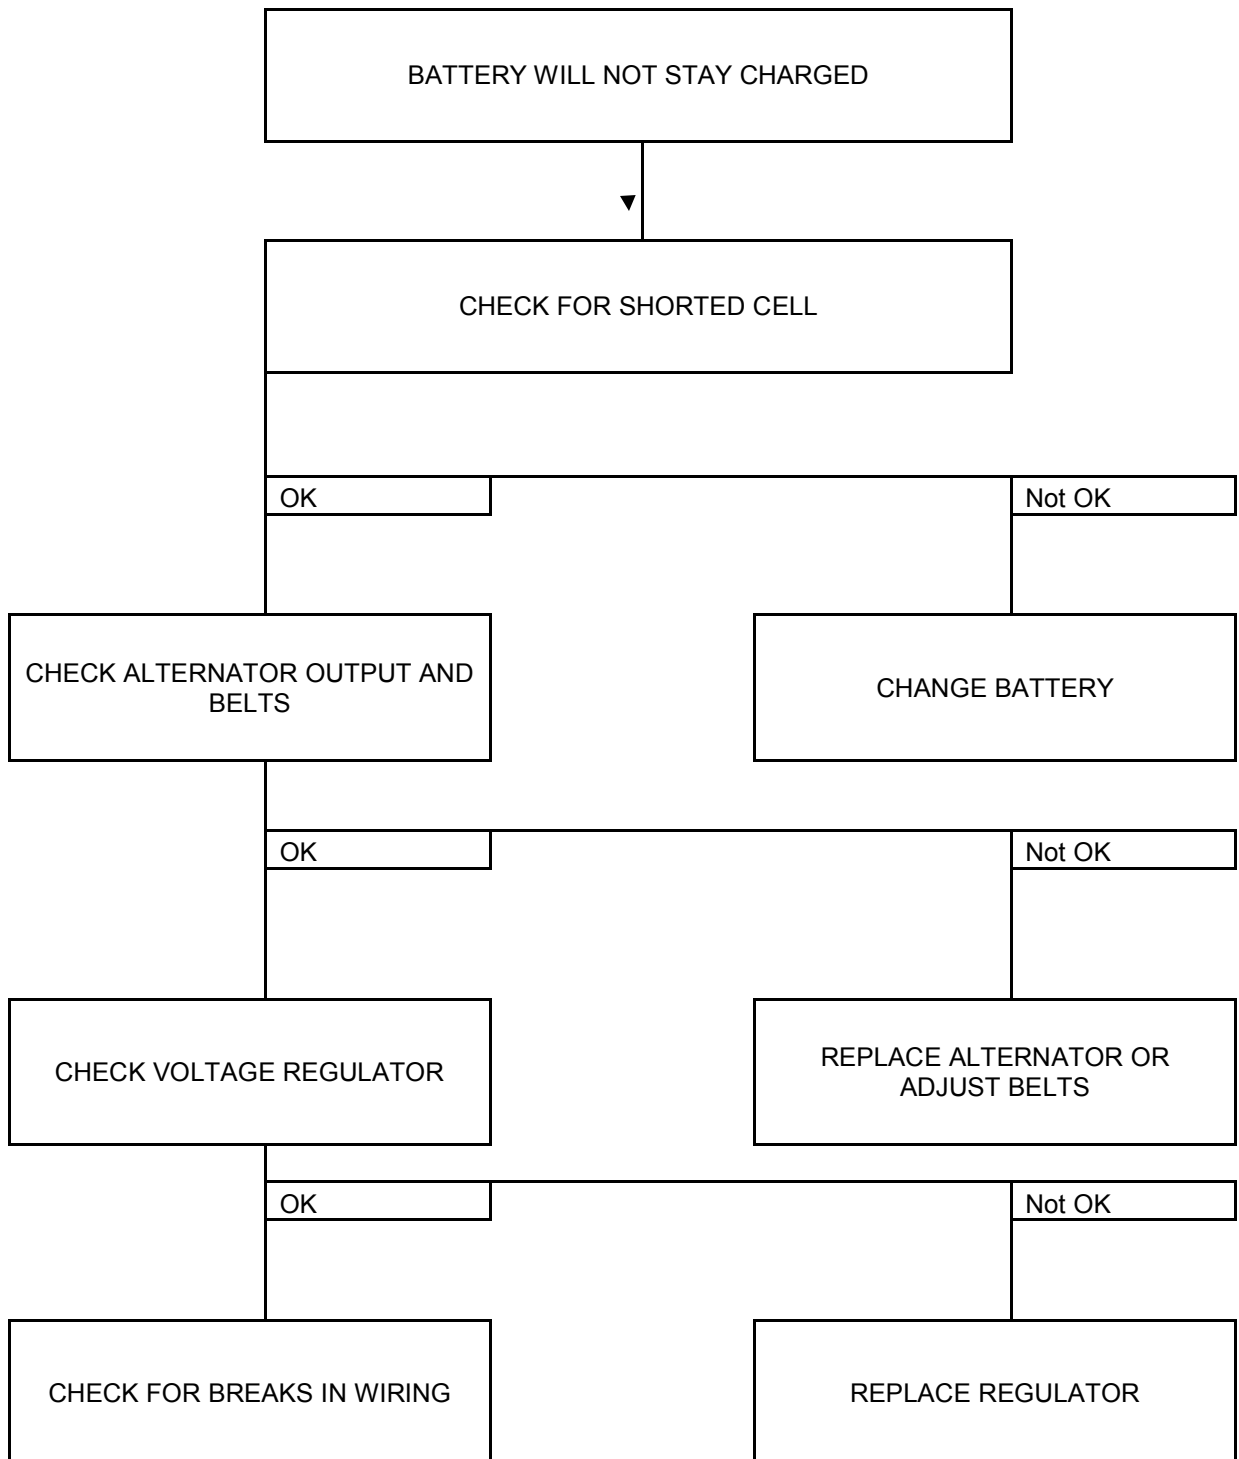 BATTERY WILL NOT STAY CHARGED
CHECK FOR SHORTED CELL
OK
Not OK
CHECK ALTERNATOR OUTPUT AND
BELTS
CHANGE BATTERY
OK
Not OK
CHECK VOLTAGE REGULATOR
REPLACE ALTERNATOR OR
ADJUST BELTS
OK
Not OK
CHECK FOR BREAKS IN WIRING
REPLACE REGULATOR